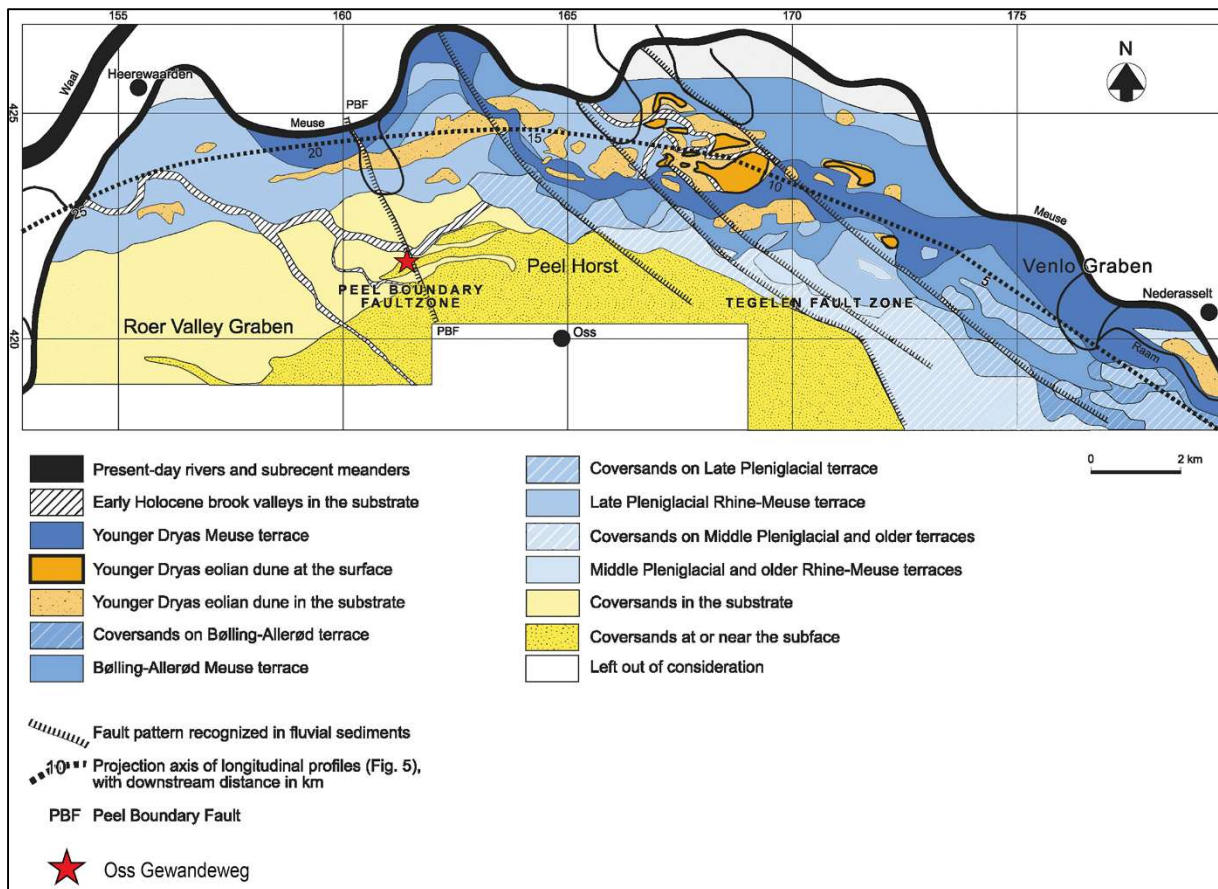 155
160
165
170
175
Waal
Heerewaarden
N
PBF
425
Meuse
20
15
10
25
Meuse
5
Venlo Graben
Nederasselt
Peel Horst
PEEL BOUNDARY
FAULTZONE
TEGELEN FAULT ZONE
Roer Valley Graben
PBF
Oss
420
Raam
0 2 km
Present-day rivers and subrecent meanders
Early Holocene brook valleys in the substrate
Younger Dryas Meuse terrace
Younger Dryas eolian dune at the surface
Younger Dryas eolian dune in the substrate
Coversands on Bølling-Allerød terrace
Bølling-Allerød Meuse terrace
Coversands on Late Pleniglacial terrace
Late Pleniglacial Rhine-Meuse terrace
Coversands on Middle Pleniglacial and older terraces
Middle Pleniglacial and older Rhine-Meuse terraces
Coversands in the substrate
Coversands at or near the subface
Left out of consideration
Fault pattern recognized in fluvial sediments
10 Projection axis of longitudinal profiles (Fig. 5),
with downstream distance in km
PBF Peel Boundary Fault
Oss Gewandeweg